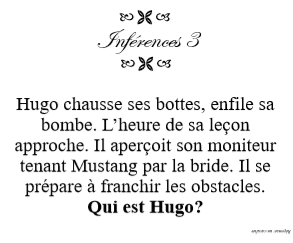 Inférences 3
Hugo chausse ses bottes, enfile sa
bombe. L'heure de sa leçon
approche. Il aperçoit son moniteur
tenant Mustang par la bride. Il se
prépare à franchir les obstacles.
Qui est Hugo?